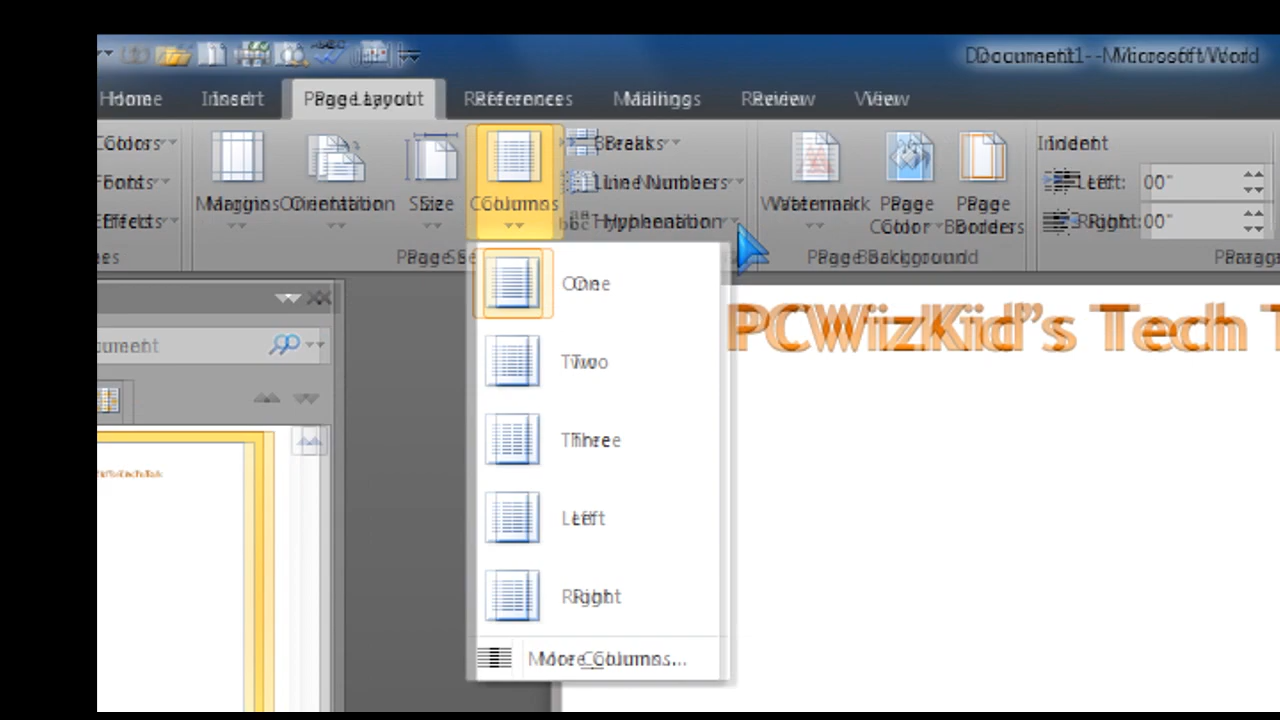 Document1 - Microsoft Word
Home Insert Page Layout References Mailings Review View
Colors Breaks Indent
Fonts Line Numbers Left: 0"
Effects Margins Orientation Size Columns Hyphenation Watermark Page Color Page Borders Right: 0"
Page Background
One
Two
Three
Left
Right
More Columns...
PCWizKid's Tech T